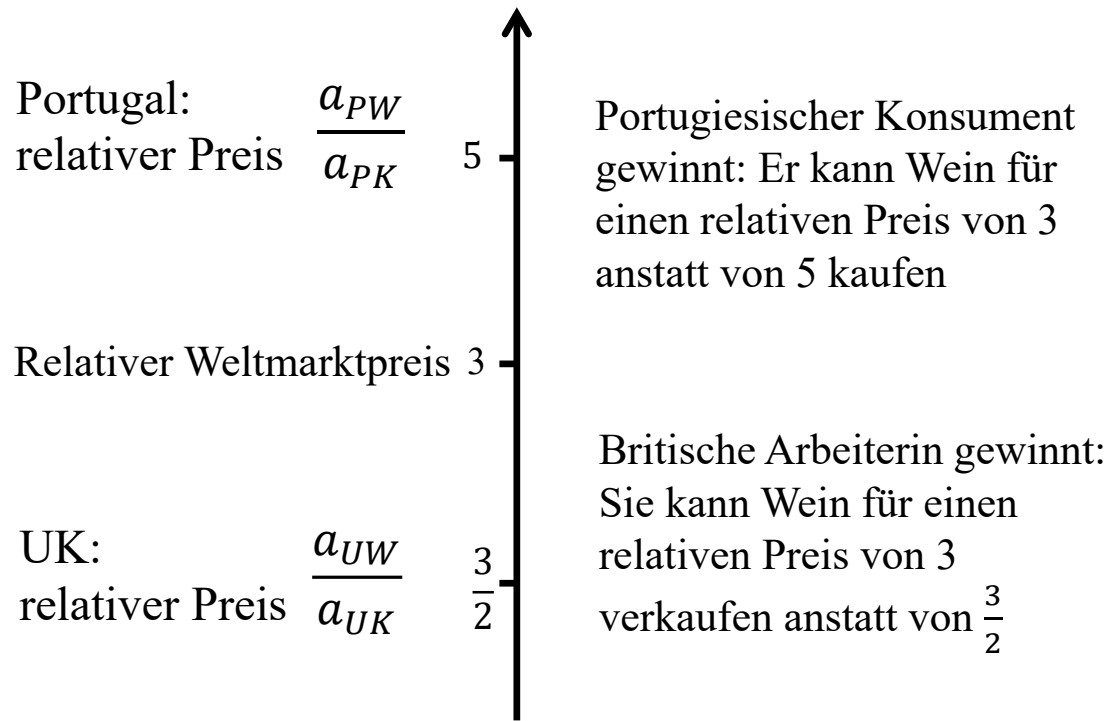 Portugal:
relativer Preis a_PW / a_PK
5
Portugiesischer Konsument
gewinnt: Er kann Wein für
einen relativen Preis von 3
anstatt von 5 kaufen
Relativer Weltmarktpreis 3
UK:
relativer Preis a_UW / a_UK
3/2
Britische Arbeiterin gewinnt:
Sie kann Wein für einen
relativen Preis von 3
verkaufen anstatt von 3/2